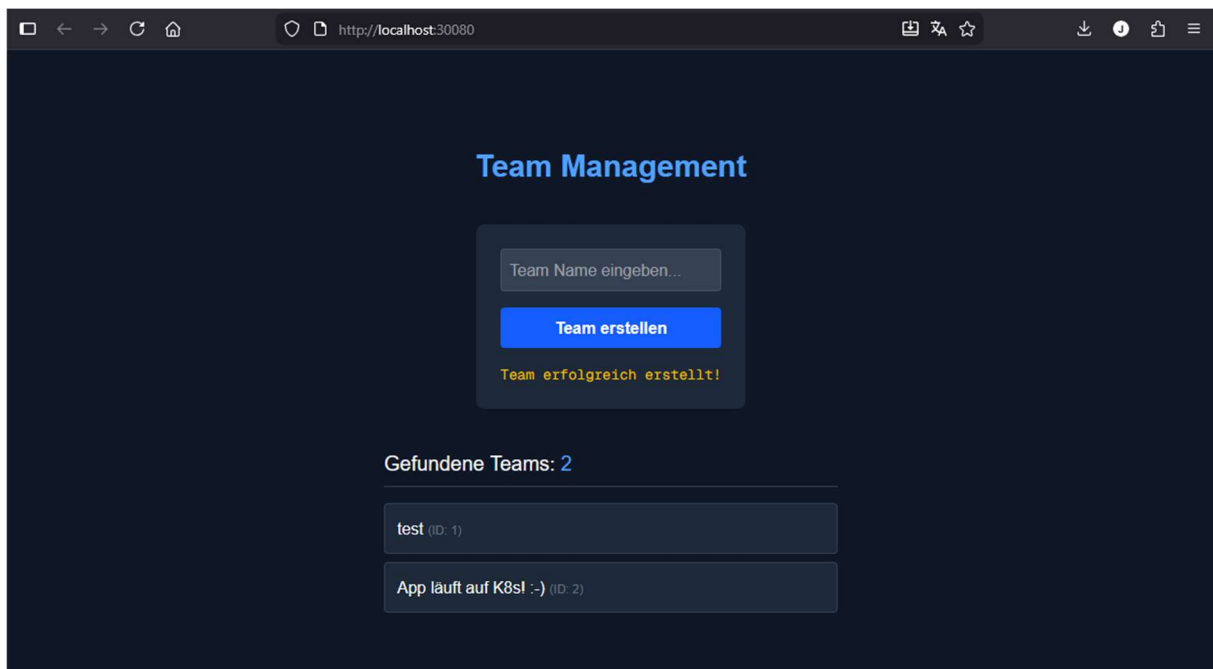 http://localhost:30080
J
Team Management
Team Name eingeben...
Team erstellen
Team erfolgreich erstellt!
Gefundene Teams: 2
test (ID: 1)
App läuft auf K8s! :-) (ID: 2)